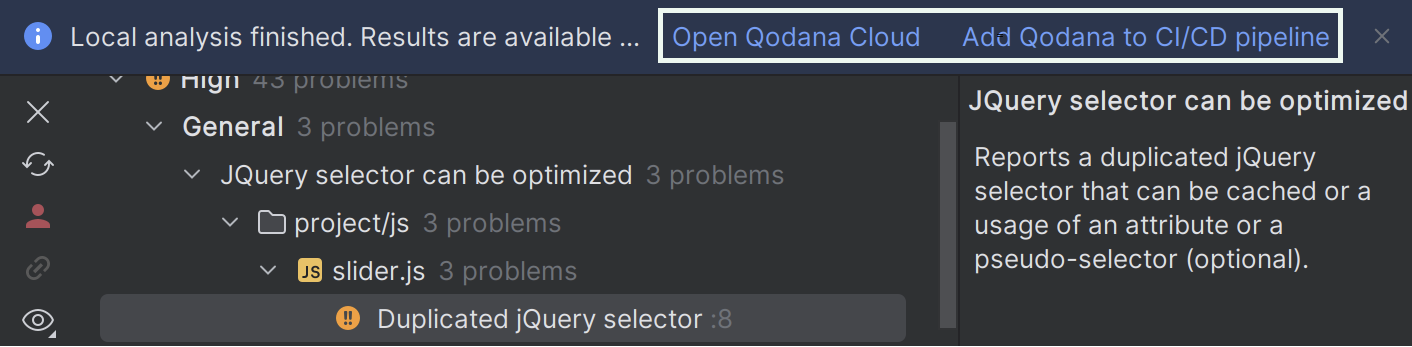 Local analysis finished. Results are available ... Open Qodana Cloud Add Qodana to CI/CD pipeline
High 43 problems
General 3 problems
JQuery selector can be optimized 3 problems
project/js 3 problems
JS slider.js 3 problems
Duplicated jQuery selector :8
JQuery selector can be optimized
Reports a duplicated jQuery
selector that can be cached or a
usage of an attribute or a
pseudo-selector (optional).